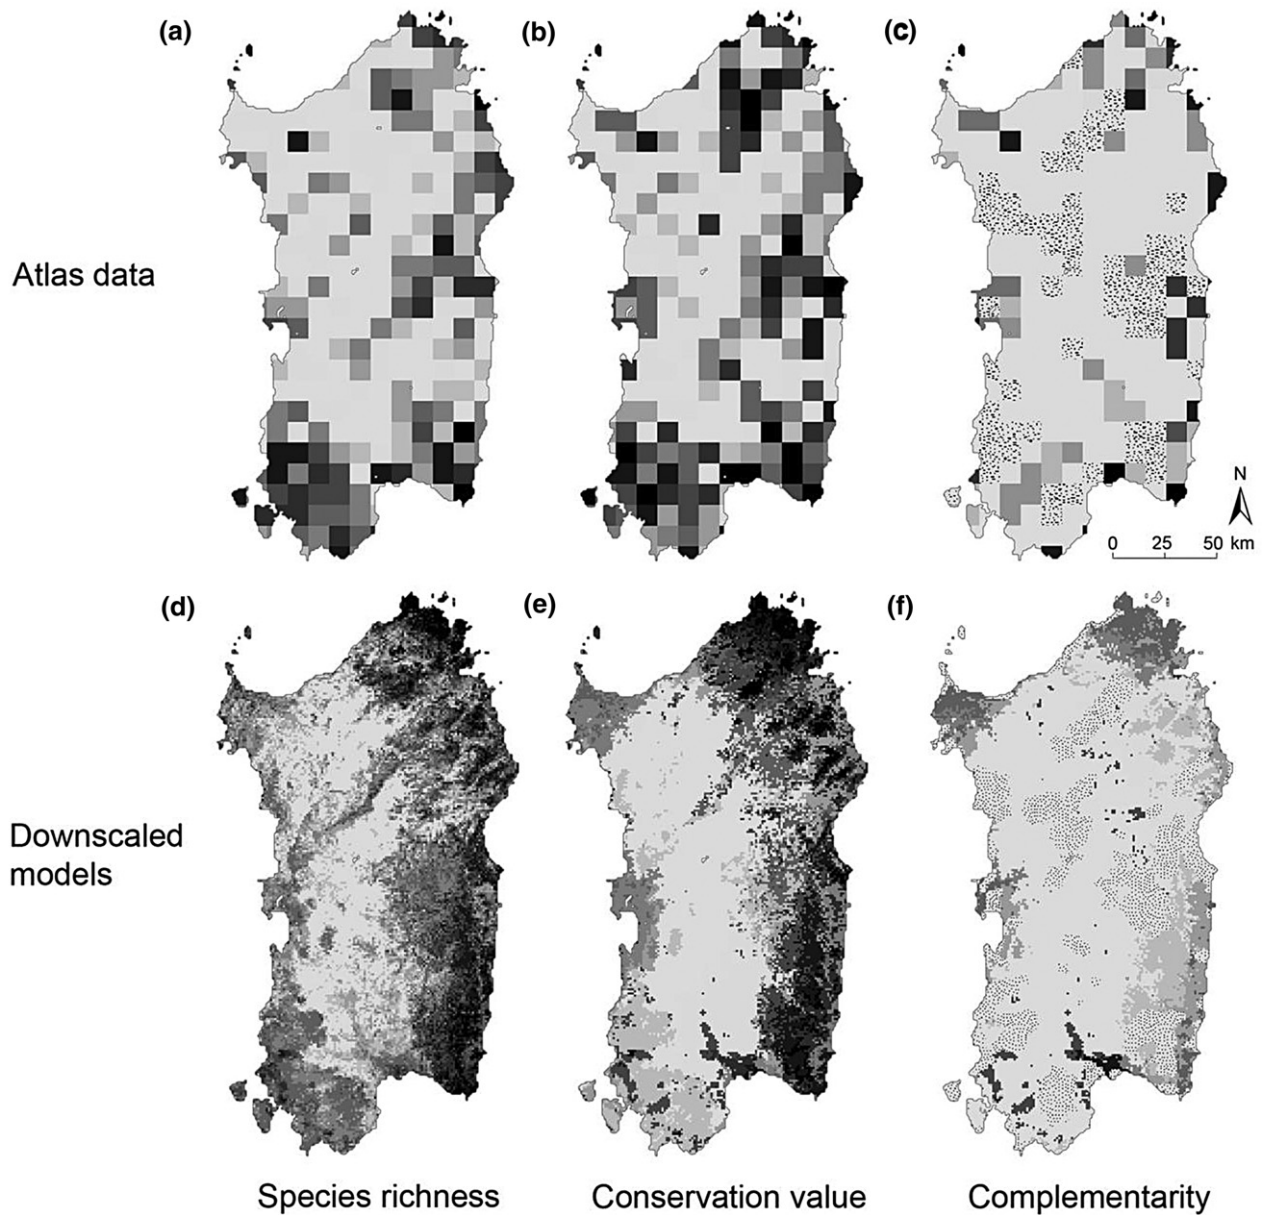 (a)
(b)
(c)
Atlas data
N
0 25 50 km
(d)
(e)
(f)
Downscaled
models
Species richness
Conservation value
Complementarity